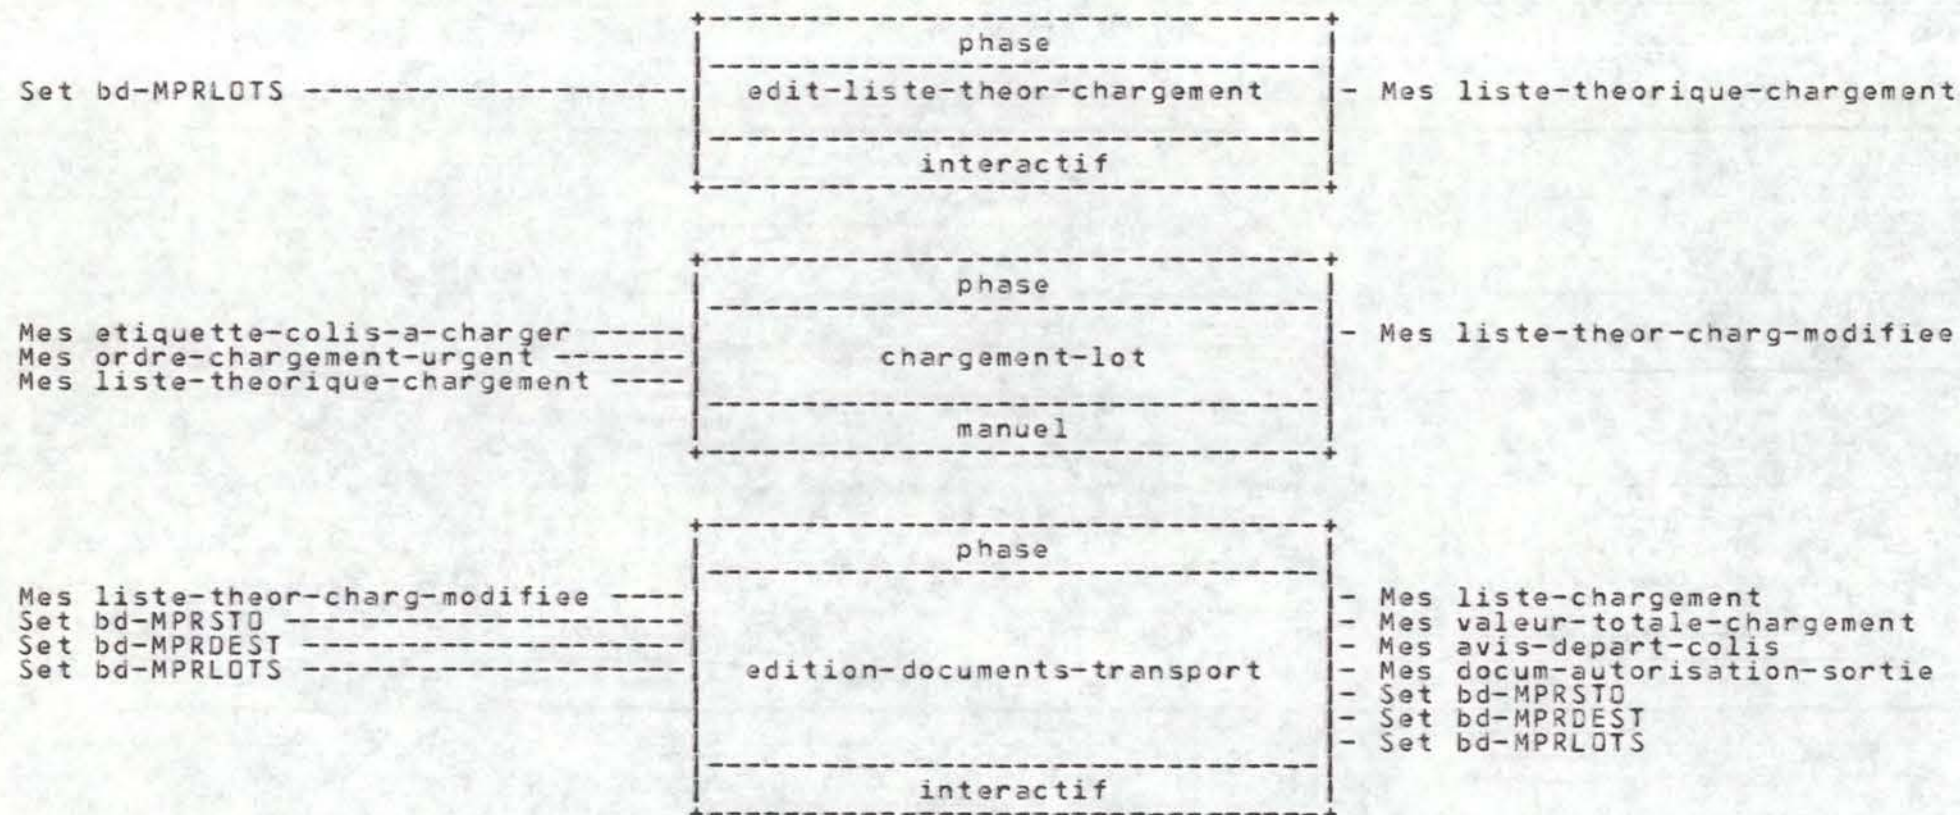 phase
Set bd-MPRLOTS edit-liste-theor-chargement Mes liste-theorique-chargement
interactif
phase
Mes etiquette-colis-a-charger Mes liste-theor-charg-modifiee
Mes ordre-chargement-urgent chargement-lot
Mes liste-theorique-chargement
manuel
phase
Mes liste-theor-charg-modifiee Mes liste-chargement
Set bd-MPRSTO Mes valeur-totale-chargement
Set bd-MPRDEST Mes avis-depart-colis
Set bd-MPRLOTS edition-documents-transport Mes docum-autorisation-sortie
Set bd-MPRSTO
Set bd-MPRDEST
Set bd-MPRLOTS
interactif